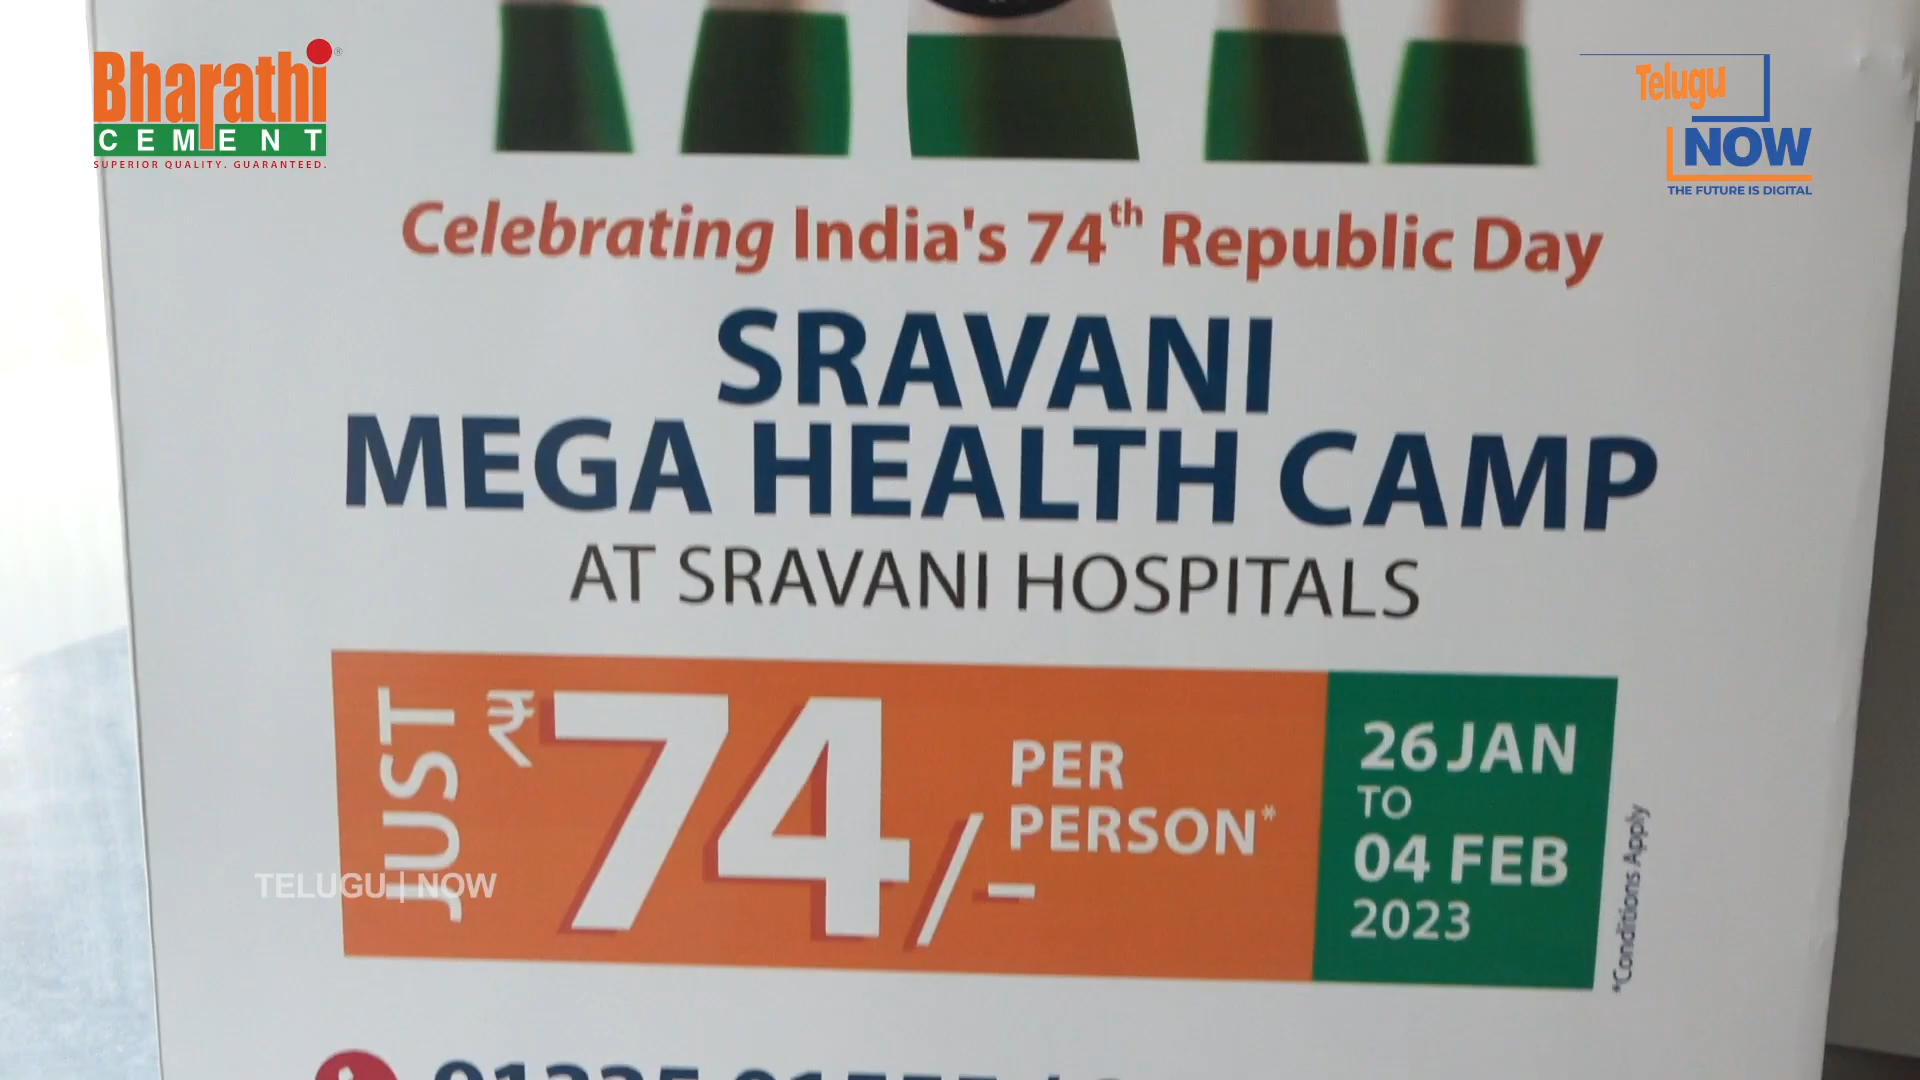 Bharathi®
CEMENT
SUPERIOR QUALITY. GUARANTEED.
Telugu
NOW
THE FUTURE IS DIGITAL
Celebrating India's 74th Republic Day
SRAVANI
MEGA HEALTH CAMP
AT SRAVANI HOSPITALS
JUST ₹74/-
PER
PERSON*
26 JAN
TO
04 FEB
2023
*Conditions Apply
TELUGU | NOW